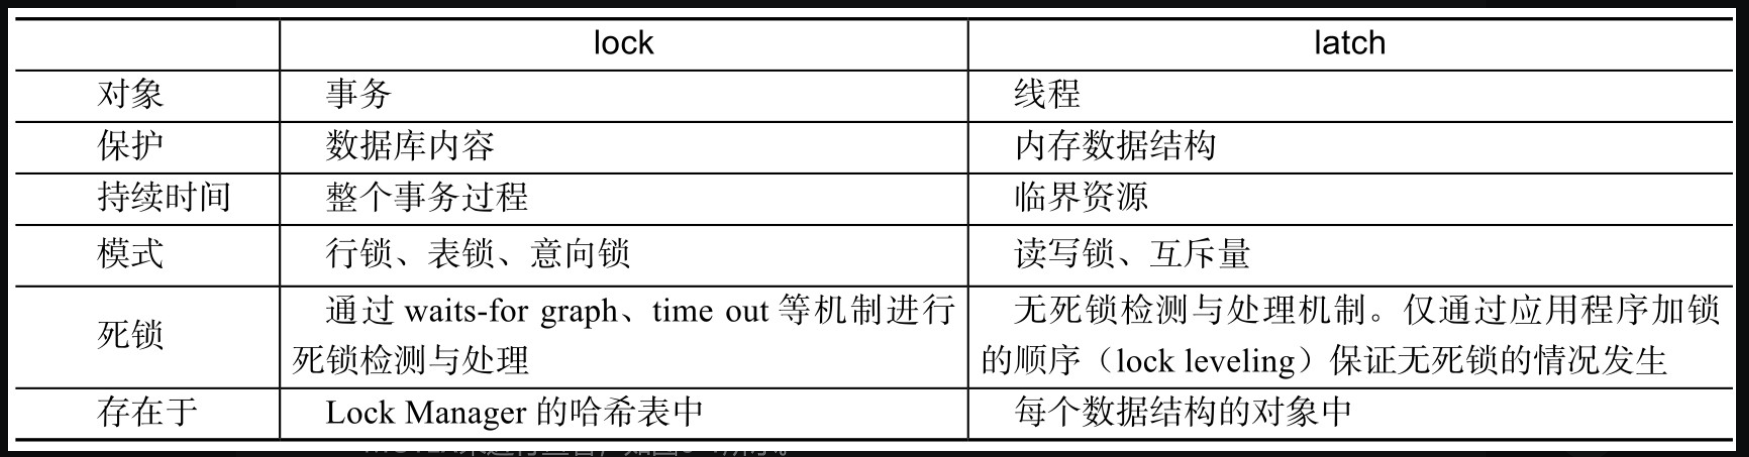 lock latch
对象 事务 线程
保护 数据库内容 内存数据结构
持续时间 整个事务过程 临界资源
模式 行锁、表锁、意向锁 读写锁、互斥量
死锁 通过 waits-for graph、time out 等机制进行死锁检测与处理 无死锁检测与处理机制。仅通过应用程序加锁的顺序（lock leveling）保证无死锁的情况发生
存在于 Lock Manager 的哈希表中 每个数据结构的对象中